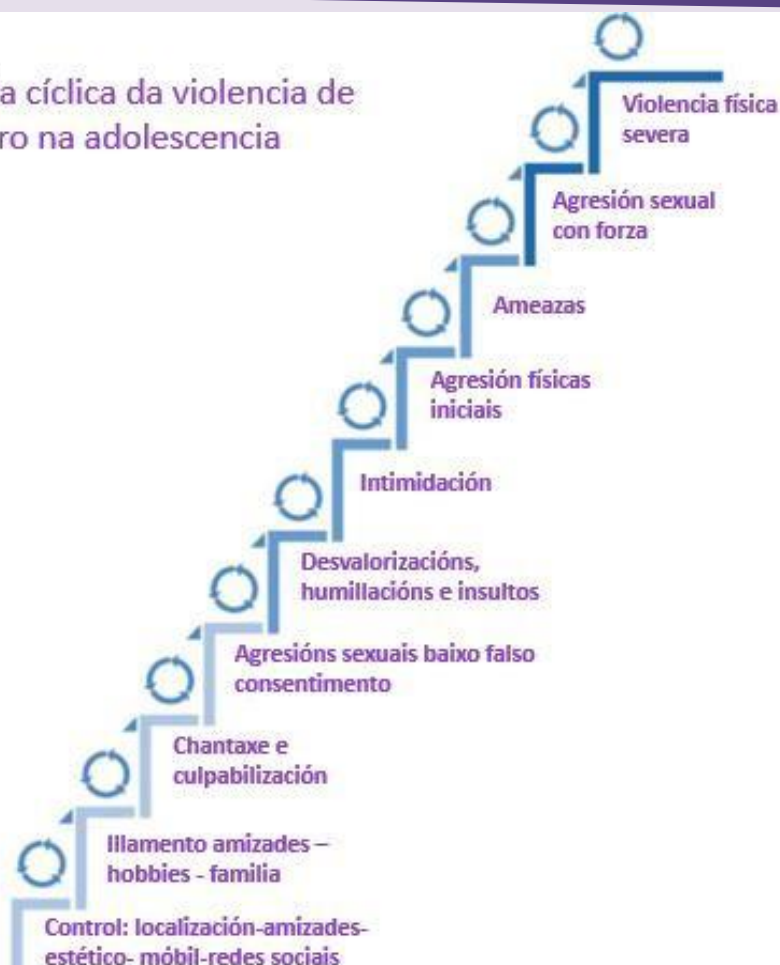 a cíclica da violencia de
ro na adolescencia
Violencia física
severa
Agresión sexual
con forza
Ameazas
Agresión físicas
iniciais
Intimidación
Desvalorizacións,
humillacións e insultos
Agresións sexuais baixo falso
consentimento
Chantaxe e
culpabilización
Illamento amizades –
hobbies - familia
Control: localización-amizades-
estético- móbil-redes sociais